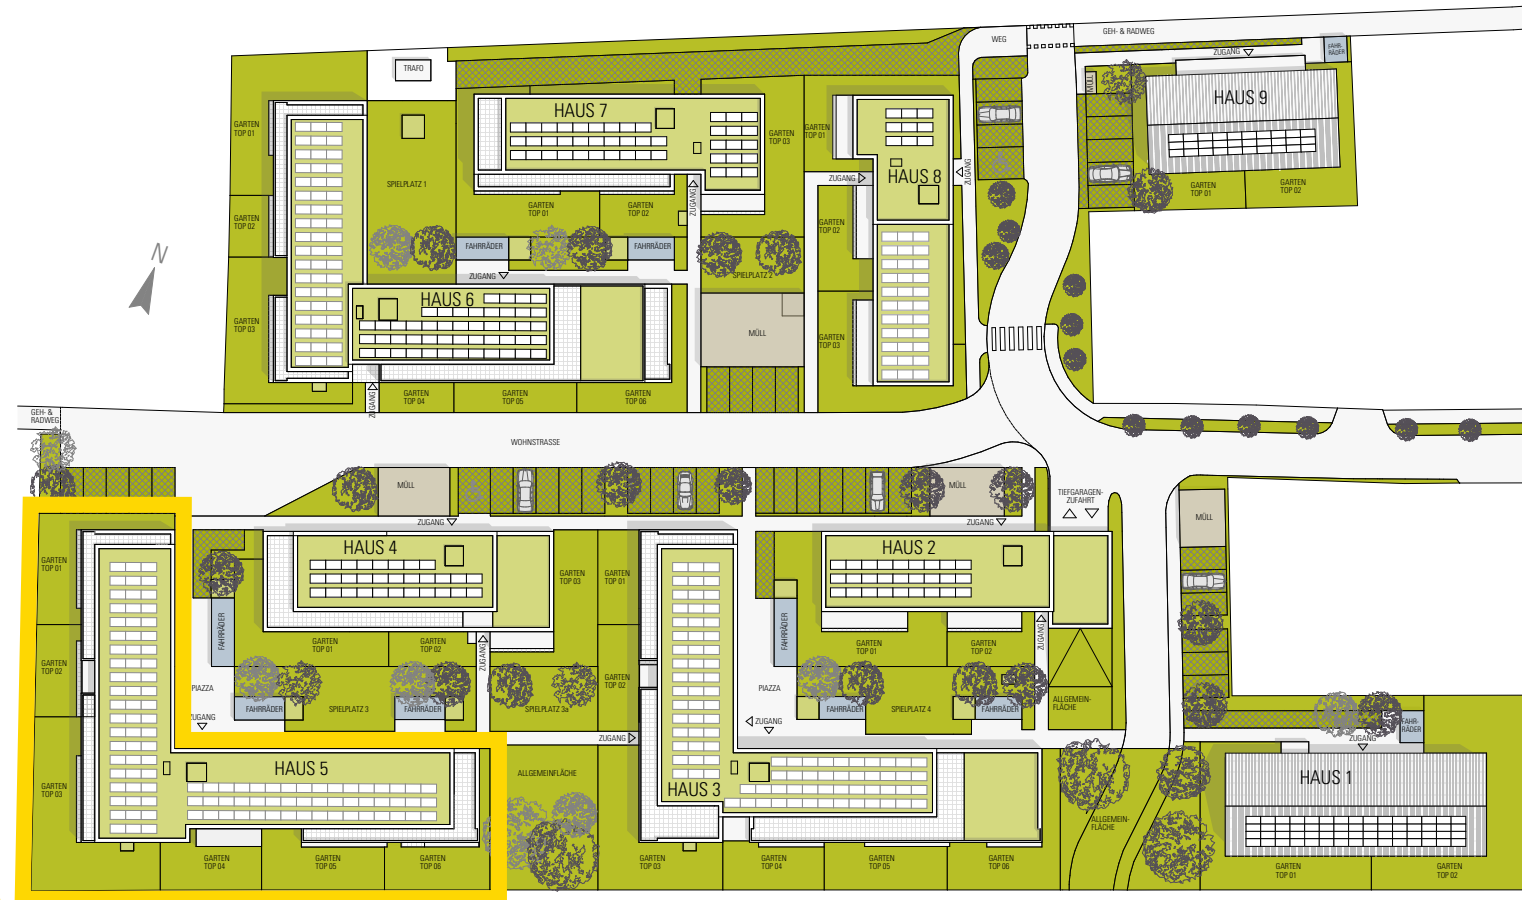 WEG
GEH- & RADWEG
ZUGANG
FAHR-
RÄDER
TRAFO
MÜLL
HAUS 9
HAUS 7
GARTEN
TOP 01
GARTEN
TOP 03
GARTEN
TOP 01
ZUGANG
HAUS 8
ZUGANG
SPIELPLATZ 1
ZUGANG
GARTEN
TOP 01
GARTEN
TOP 02
GARTEN
TOP 01
GARTEN
TOP 02
GARTEN
TOP 02
GARTEN
TOP 02
N
FAHRRÄDER
FAHRRÄDER
ZUGANG
SPIELPLATZ 2
HAUS 6
GARTEN
TOP 03
MÜLL
GARTEN
TOP 03
ZUGANG
GARTEN
TOP 04
GARTEN
TOP 05
GARTEN
TOP 06
GEH- &
RADWEG
WOHNSTRASSE
MÜLL
MÜLL
TIEFGARAGEN-
ZUFAHRT
MÜLL
ZUGANG
ZUGANG
HAUS 4
HAUS 2
GARTEN
TOP 01
GARTEN
TOP 03
GARTEN
TOP 01
FAHRRÄDER
FAHRRÄDER
GARTEN
TOP 01
GARTEN
TOP 02
ZUGANG
GARTEN
TOP 01
GARTEN
TOP 02
ZUGANG
GARTEN
TOP 02
GARTEN
TOP 02
PIAZZA
PIAZZA
ALLGEMEIN-
FLÄCHE
FAHRRÄDER
SPIELPLATZ 3
FAHRRÄDER
SPIELPLATZ 3a
FAHRRÄDER
SPIELPLATZ 4
FAHRRÄDER
ZUGANG
ZUGANG
ZUGANG
ZUGANG
FAHR-
RÄDER
HAUS 5
ALLGEMEINFLÄCHE
HAUS 3
HAUS 1
GARTEN
TOP 03
ALLGEMEIN-
FLÄCHE
GARTEN
TOP 04
GARTEN
TOP 05
GARTEN
TOP 06
GARTEN
TOP 03
GARTEN
TOP 04
GARTEN
TOP 05
GARTEN
TOP 06
GARTEN
TOP 01
GARTEN
TOP 02